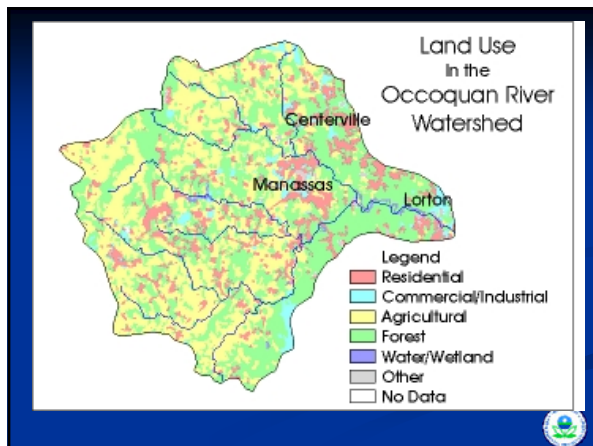 Land Use
In the
Occoquan River
Watershed
Centerville
Manassas
Lorton
Legend
Residential
Commercial/Industrial
Agricultural
Forest
Water/Wetland
Other
No Data